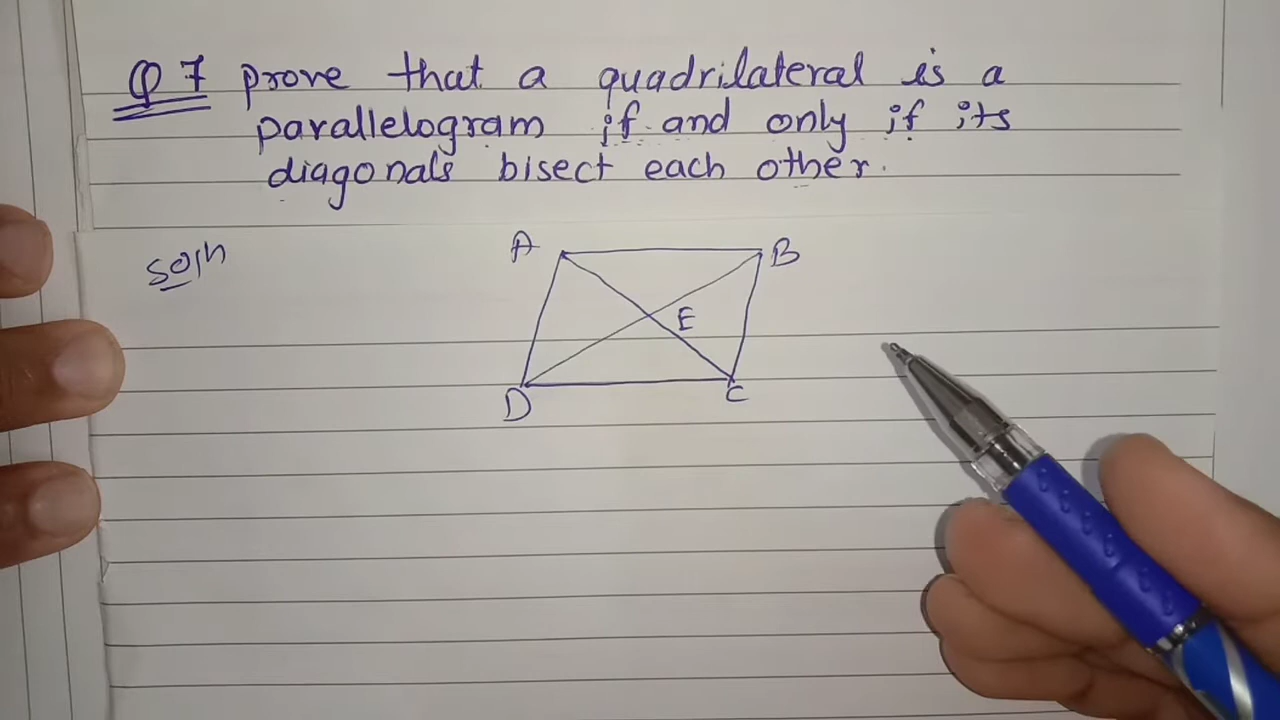 Q 7 prove that a quadrilateral is a
parallelogram if and only if its
diagonals bisect each other.
Soln
A
B
E
D
C